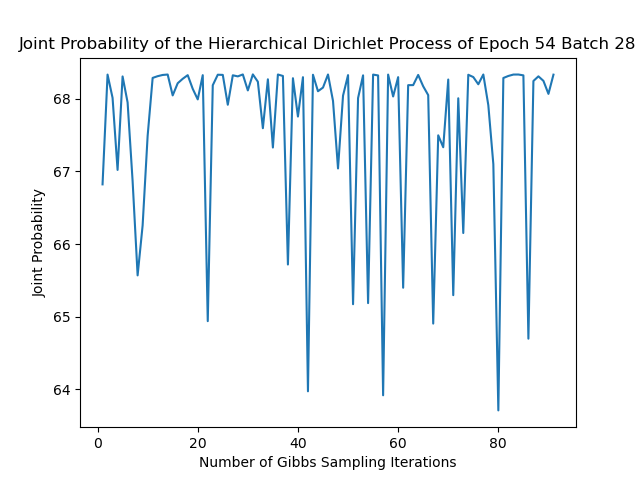 Joint Probability of the Hierarchical Dirichlet Process of Epoch 54 Batch 28
68
67
66
65
64
Joint Probability
0 20 40 60 80
Number of Gibbs Sampling Iterations